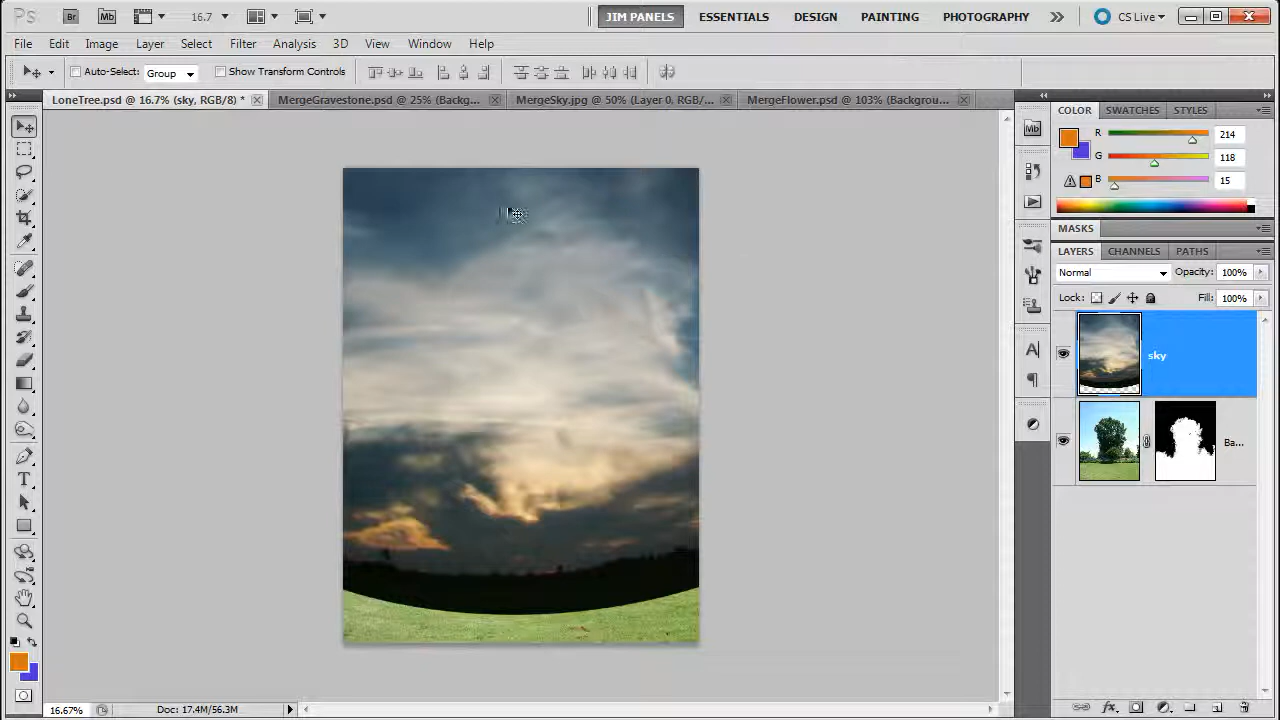 Ps Br Mb 16.7 JIM PANELS ESSENTIALS DESIGN PAINTING PHOTOGRAPHY CS Live
File Edit Image Layer Select Filter Analysis 3D View Window Help
Auto-Select: Group Show Transform Controls
LoneTree.psd @ 16.7% (sky, RGB/8) * MergeGravestone.psd @ 25% (Backg... MergeSky.jpg @ 50% (Layer 0, RGB/... MergeFlower.psd @ 103% (Backgrou...
COLOR SWATCHES STYLES
Mb
R 214
G 118
B 15
MASKS
LAYERS CHANNELS PATHS
Normal Opacity: 100%
Lock: Fill: 100%
sky
Ba...
16.67% Doc: 17.4M/56.3M